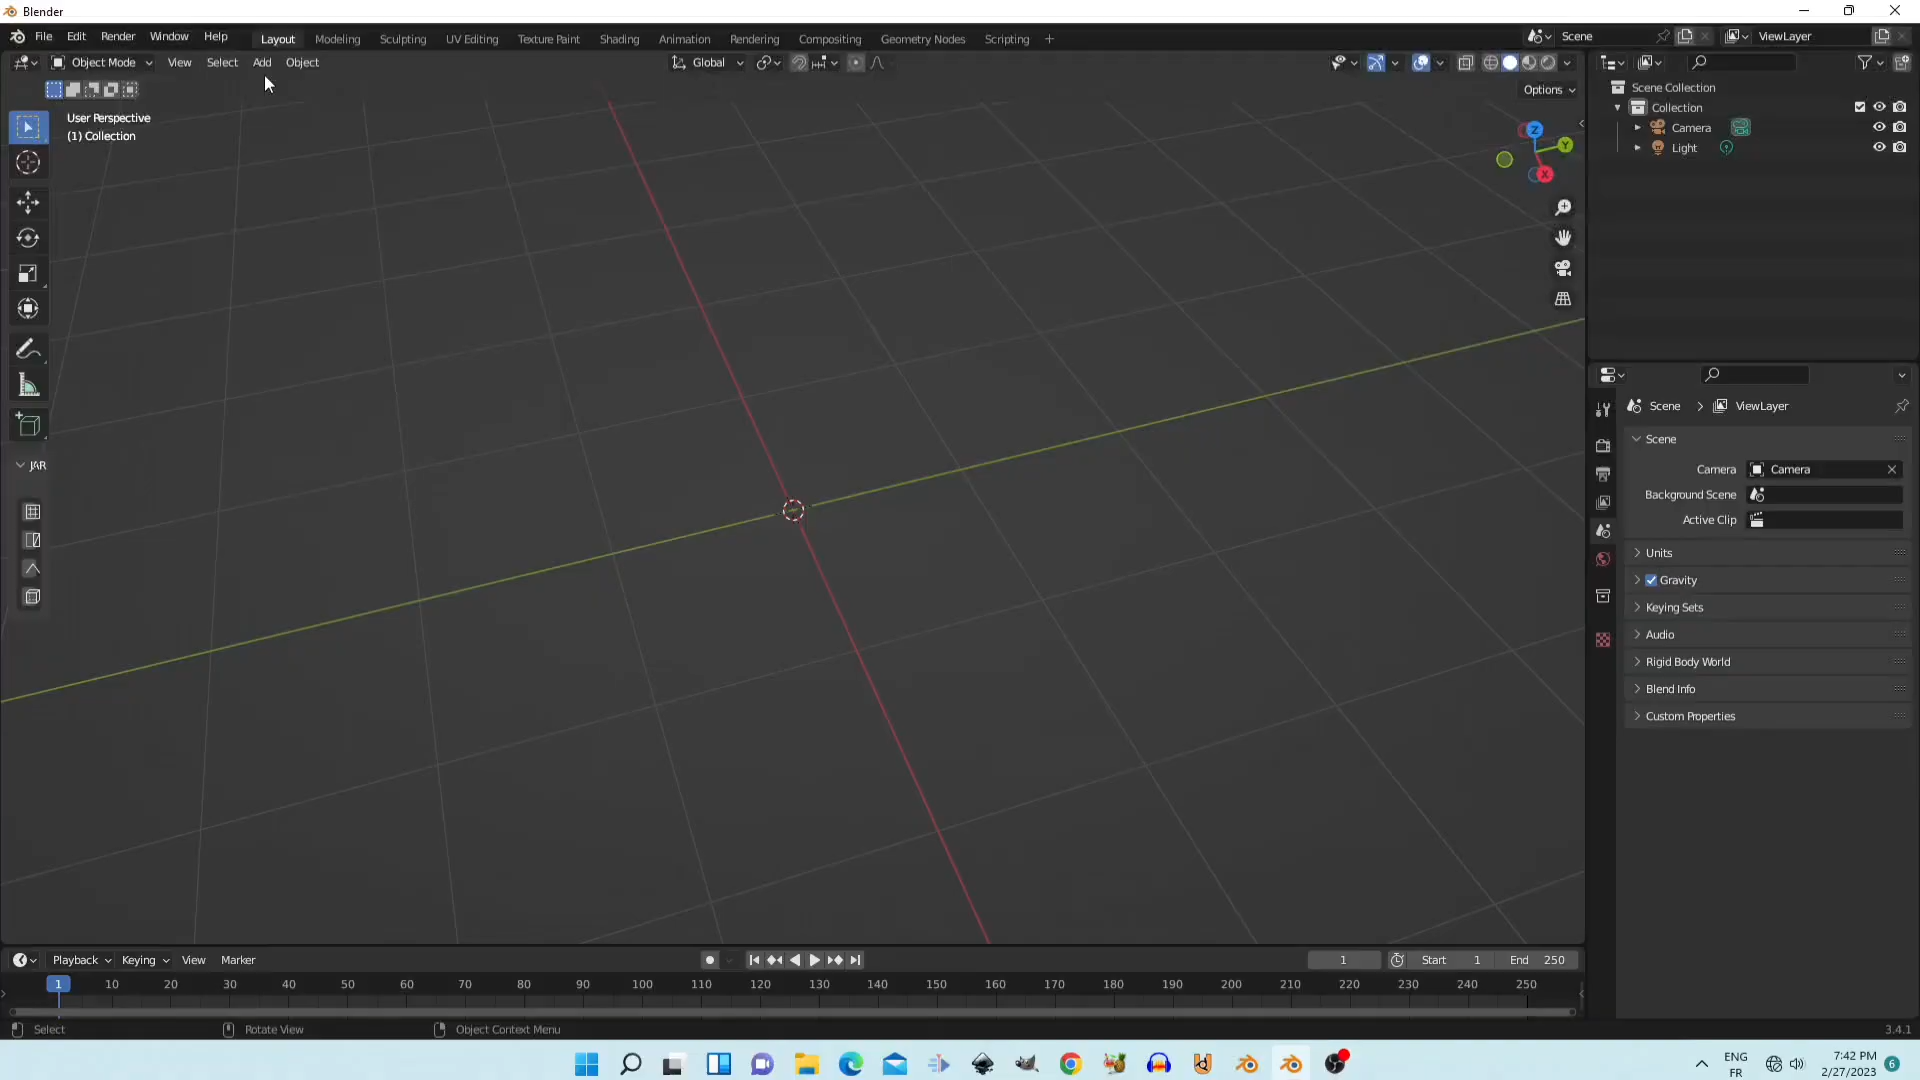 Blender
File Edit Render Window Help Layout Modeling Sculpting UV Editing Texture Paint Shading Animation Rendering Compositing Geometry Nodes Scripting + Scene ViewLayer
Object Mode View Select Add Object Global
Options
User Perspective
(1) Collection
Z
Y
X
JAR
Scene Collection
Collection
Camera
Light
Scene > ViewLayer
Scene
Camera Camera
Background Scene
Active Clip
Units
Gravity
Keying Sets
Audio
Rigid Body World
Blend Info
Custom Properties
Playback Keying View Marker 1 Start 1 End 250
1 10 20 30 40 50 60 70 80 90 100 110 120 130 140 150 160 170 180 190 200 210 220 230 240 250
Select Rotate View Object Context Menu 3.4.1
ENG
FR
7:42 PM
2/27/2023
6